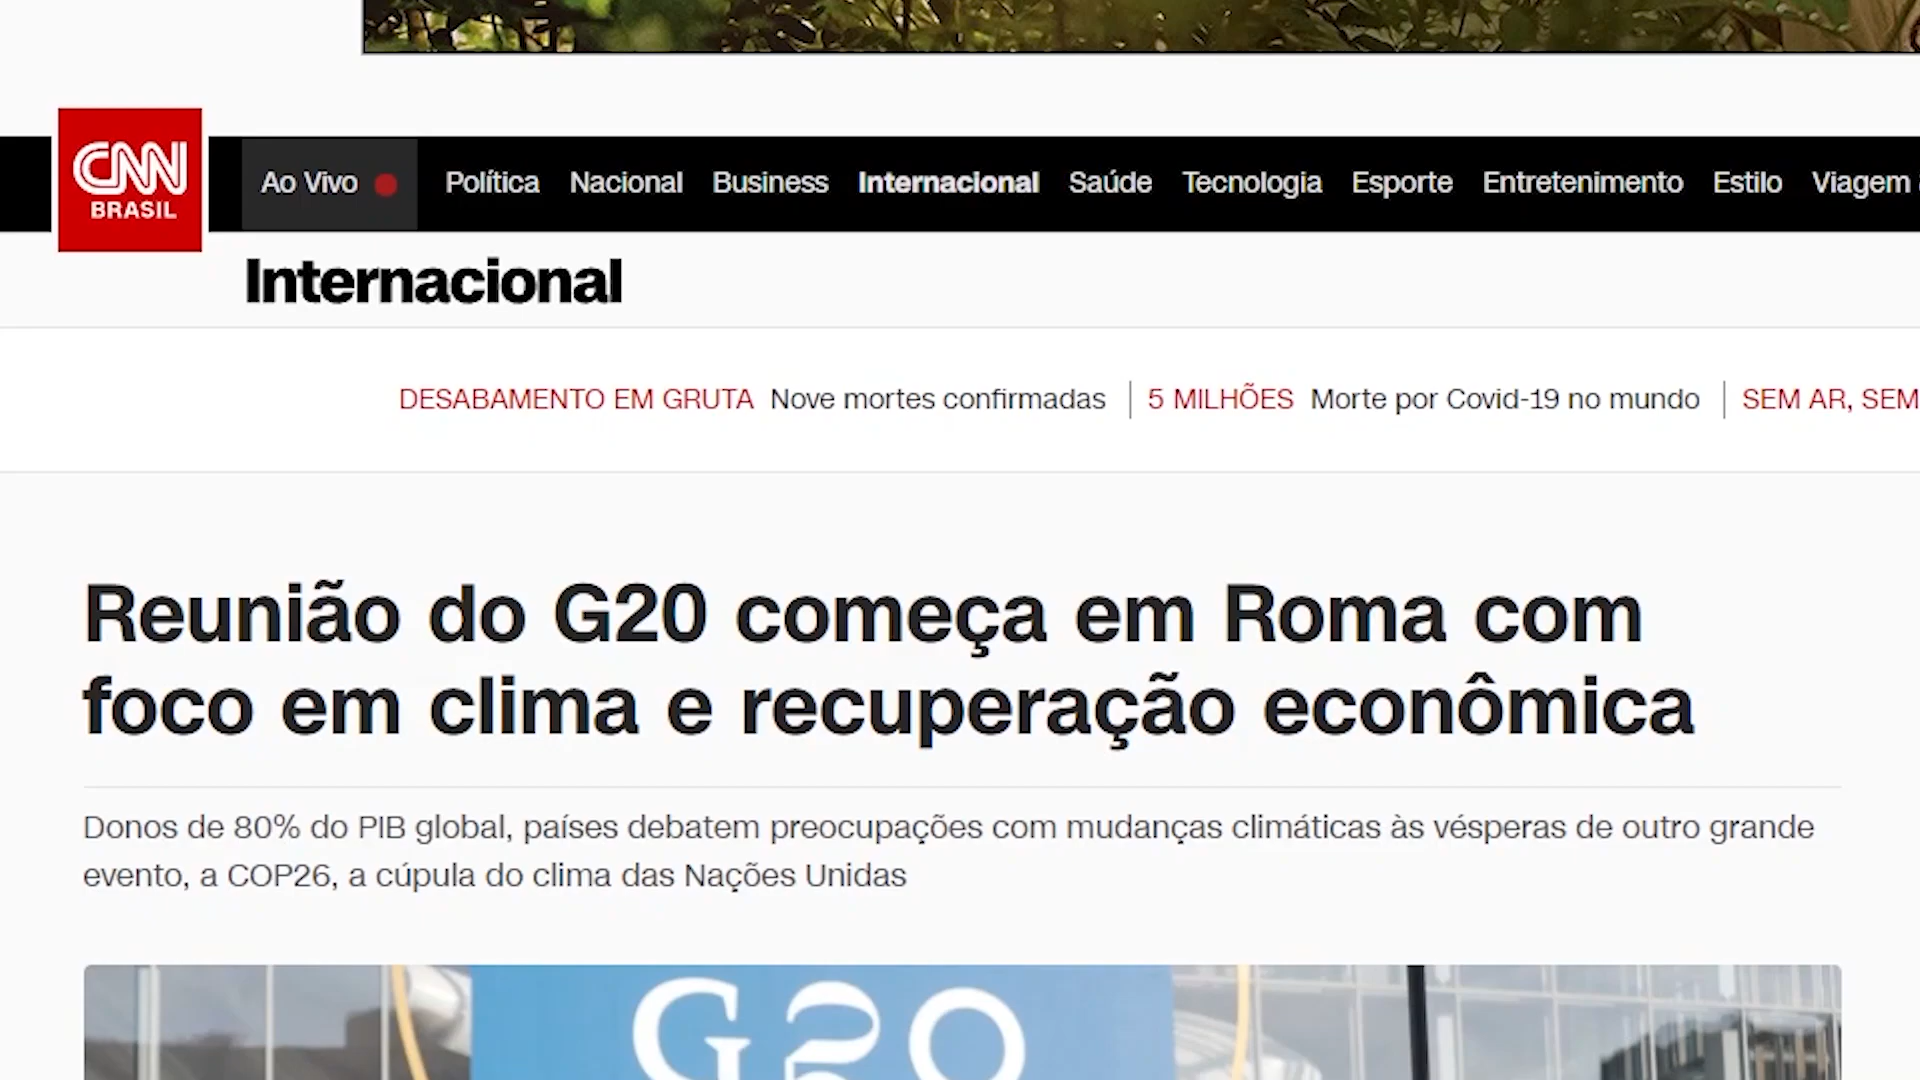 CNN
BRASIL
Ao Vivo Política Nacional Business Internacional Saúde Tecnologia Esporte Entretenimento Estilo Viagem
Internacional
DESABAMENTO EM GRUTA Nove mortes confirmadas 5 MILHÕES Morte por Covid-19 no mundo SEM AR, SEM
Reunião do G20 começa em Roma com
foco em clima e recuperação econômica
Donos de 80% do PIB global, países debatem preocupações com mudanças climáticas às vésperas de outro grande
evento, a COP26, a cúpula do clima das Nações Unidas
G20